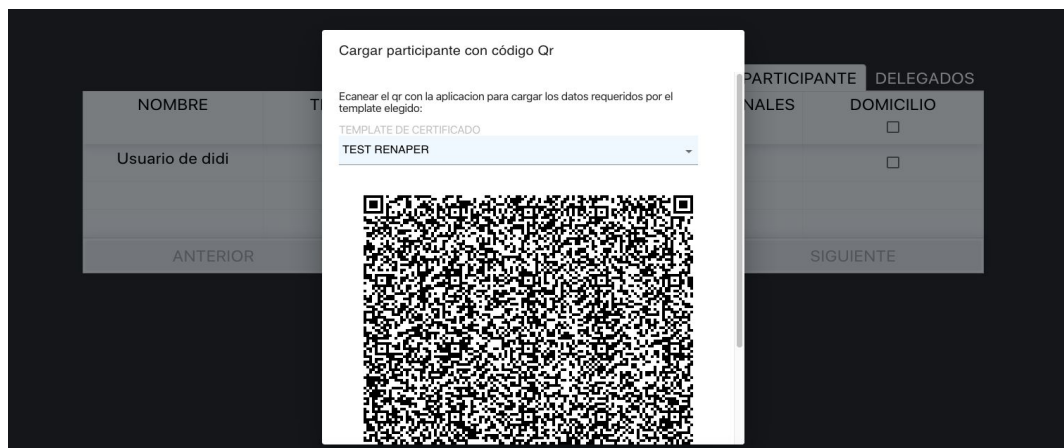 Cargar participante con código Qr
PARTICIPANTE DELEGADOS
NOMBRE
NALES DOMICILIO
Ecanear el qr con la aplicacion para cargar los datos requeridos por el
template elegido:
TEMPLATE DE CERTIFICADO
TEST RENAPER
Usuario de didi
ANTERIOR SIGUIENTE